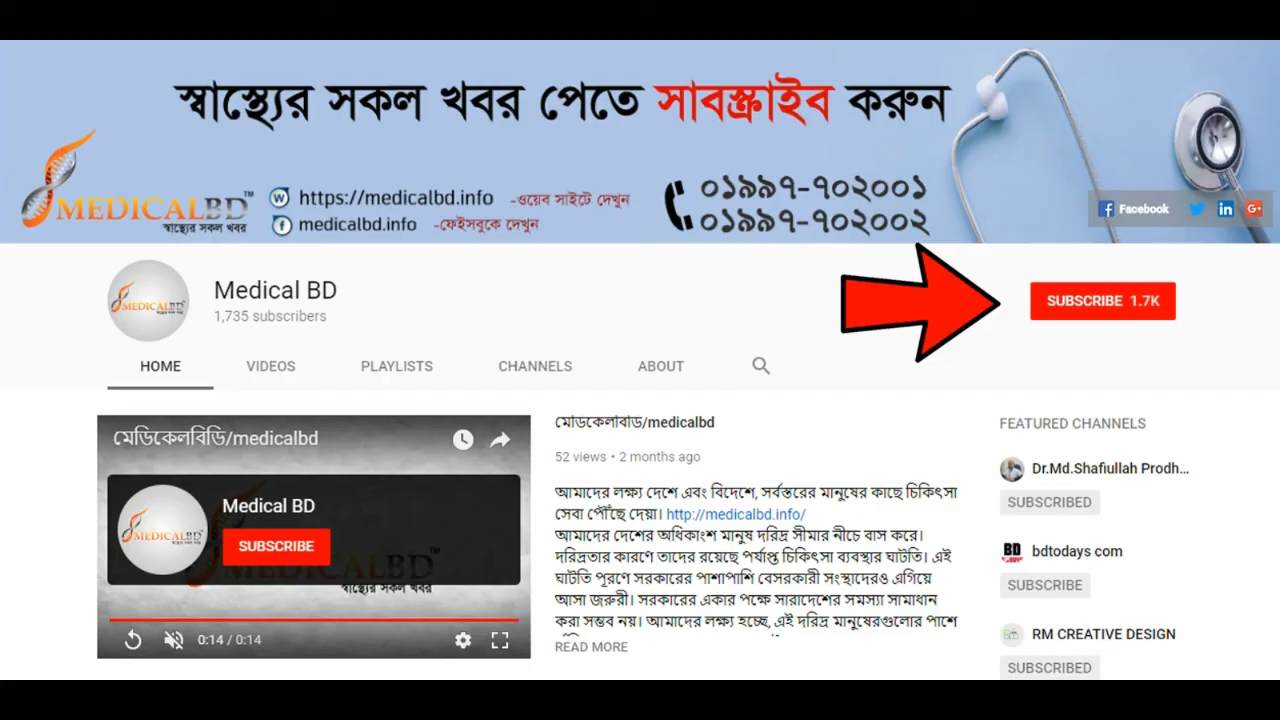 স্বাস্থ্যের সকল খবর পেতে সাবস্ক্রাইব করুন
MEDICALBD™
স্বাস্থ্যের সকল খবর
https://medicalbd.info -ওয়েব সাইটে দেখুন
medicalbd.info -ফেইসবুকে দেখুন
০১৯৯৭-৭০২০০১
০১৯৯৭-৭০২০০২
Facebook
Medical BD
1,735 subscribers
SUBSCRIBE 1.7K
HOME VIDEOS PLAYLISTS CHANNELS ABOUT
মেডিকেলবিডি/medicalbd
Medical BD
SUBSCRIBE
MEDICALBD™
স্বাস্থ্যের সকল খবর
0:14 / 0:14
মেডিকেলবিডি/medicalbd
52 views • 2 months ago
আমাদের লক্ষ্য দেশে এবং বিদেশে, সর্বস্তরের মানুষের কাছে চিকিৎসা
সেবা পৌঁছে দেয়া। http://medicalbd.info/
আমাদের দেশের অধিকাংশ মানুষ দরিদ্র সীমার নীচে বাস করে।
দরিদ্রতার কারণে তাদের রয়েছে পর্যাপ্ত চিকিৎসা ব্যবস্থার ঘাটতি। এই
ঘাটতি পূরণে সরকারের পাশাপাশি বেসরকারী সংস্থাদেরও এগিয়ে
আসা জরুরী। সরকারের একার পক্ষে সারাদেশের সমস্যা সামাধান
করা সম্ভব নয়। আমাদের লক্ষ্য হচ্ছে, এই দরিদ্র মানুষেরগুলোর পাশে
READ MORE
FEATURED CHANNELS
Dr.Md.Shafiullah Prodh...
SUBSCRIBED
bdtodays com
SUBSCRIBED
RM CREATIVE DESIGN
SUBSCRIBED